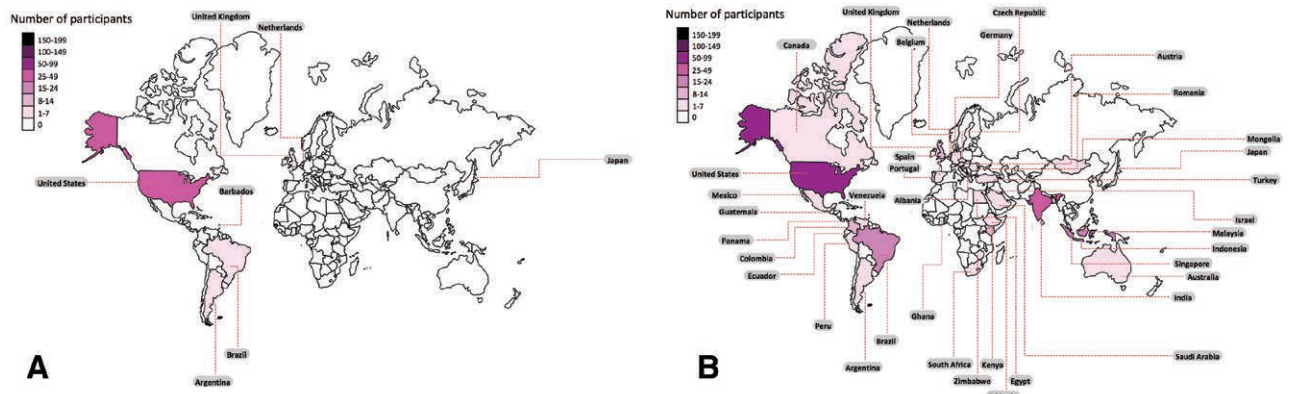 Number of participants
150-199
100-149
50-99
25-49
15-24
8-14
1-7
0
United Kingdom
Netherlands
Japan
United States
Barbados
Brazil
Argentina
A
Number of participants
150-199
100-149
50-99
25-49
15-24
8-14
1-7
0
United Kingdom
Czech Republic
Netherlands
Germany
Canada
Belgium
Austria
Romania
Mongolia
Japan
Spain
Portugal
United States
Turkey
Mexico
Venezuela
Albania
Guatemala
Israel
Malaysia
Panama
Indonesia
Colombia
Singapore
Ecuador
Australia
India
Ghana
Peru
Brazil
Saudi Arabia
Argentina
South Africa
Kenya
Zimbabwo
Egypt
B